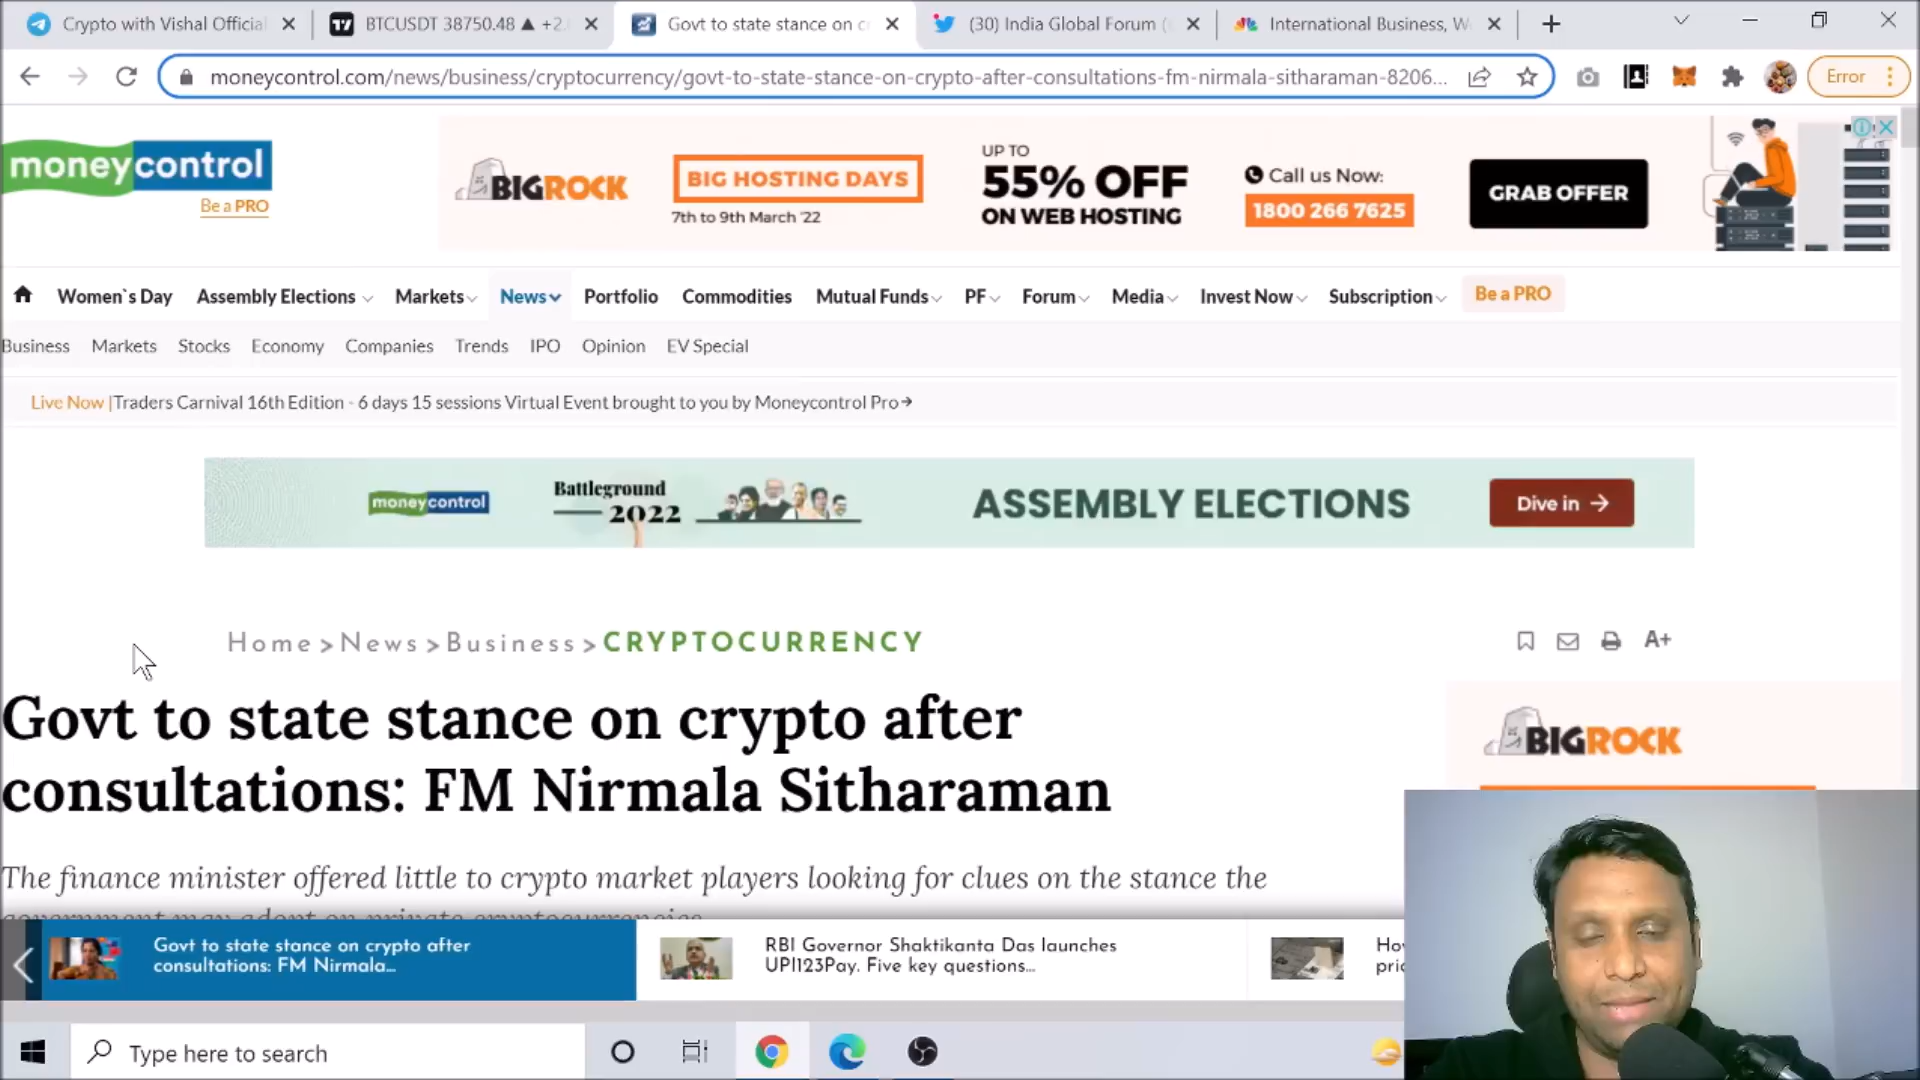 Crypto with Vishal Official
BTCUSDT 38750.48 ▲ +2.
Govt to state stance on c
(30) India Global Forum (
International Business, W
moneycontrol.com/news/business/cryptocurrency/govt-to-state-stance-on-crypto-after-consultations-fm-nirmala-sitharaman-8206...
Error
moneycontrol
Be a PRO
BIGROCK
BIG HOSTING DAYS
7th to 9th March '22
UP TO
55% OFF
ON WEB HOSTING
Call us Now:
1800 266 7625
GRAB OFFER
Women`s Day Assembly Elections Markets News Portfolio Commodities Mutual Funds PF Forum Media Invest Now Subscription Be a PRO
Business Markets Stocks Economy Companies Trends IPO Opinion EV Special
Live Now |Traders Carnival 16th Edition - 6 days 15 sessions Virtual Event brought to you by Moneycontrol Pro→
moneycontrol
Battleground
2022
ASSEMBLY ELECTIONS
Dive in →
Home > News > Business > CRYPTOCURRENCY
A+
Govt to state stance on crypto after
consultations: FM Nirmala Sitharaman
BIGROCK
The finance minister offered little to crypto market players looking for clues on the stance the
government may adopt on private cryptocurrencies
Govt to state stance on crypto after
consultations: FM Nirmala...
RBI Governor Shaktikanta Das launches
UPI123Pay. Five key questions...
Ho
pri
Type here to search